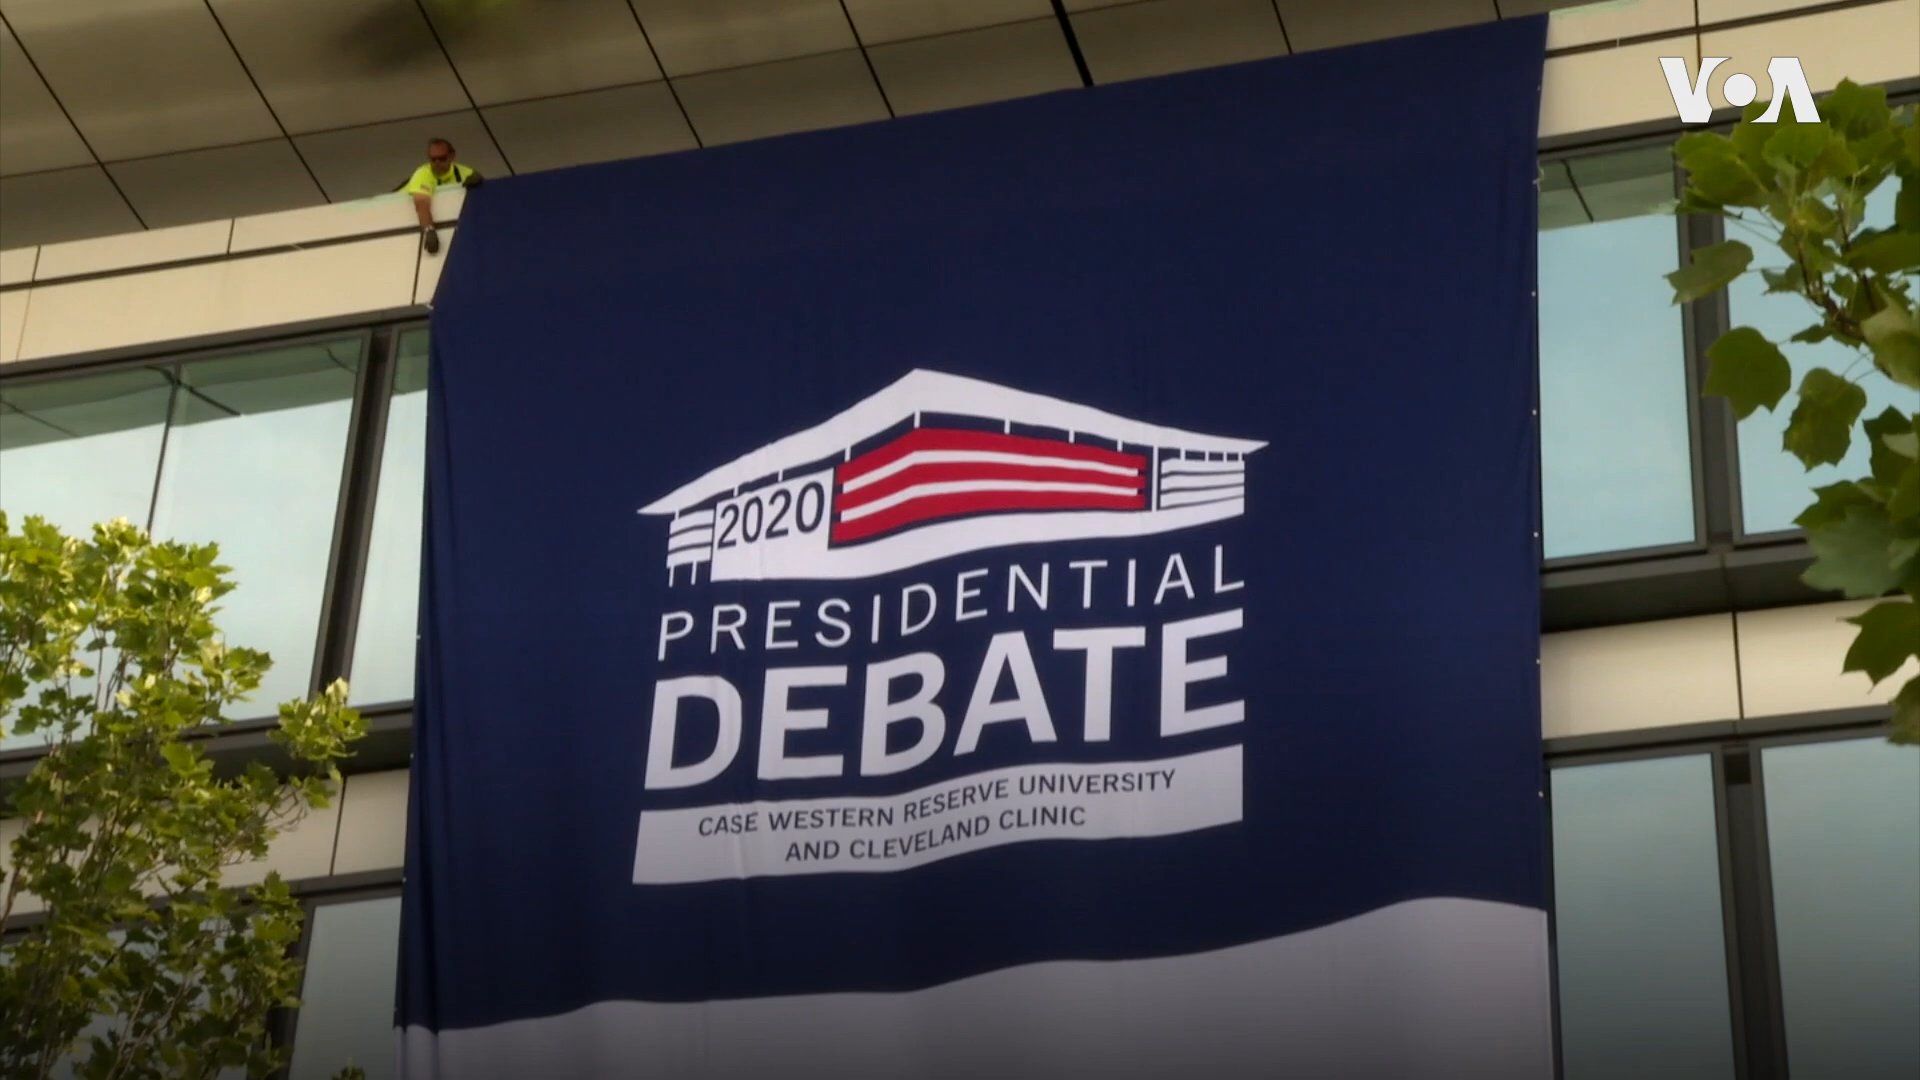 VOA
2020
PRESIDENTIAL
DEBATE
CASE WESTERN RESERVE UNIVERSITY
AND CLEVELAND CLINIC